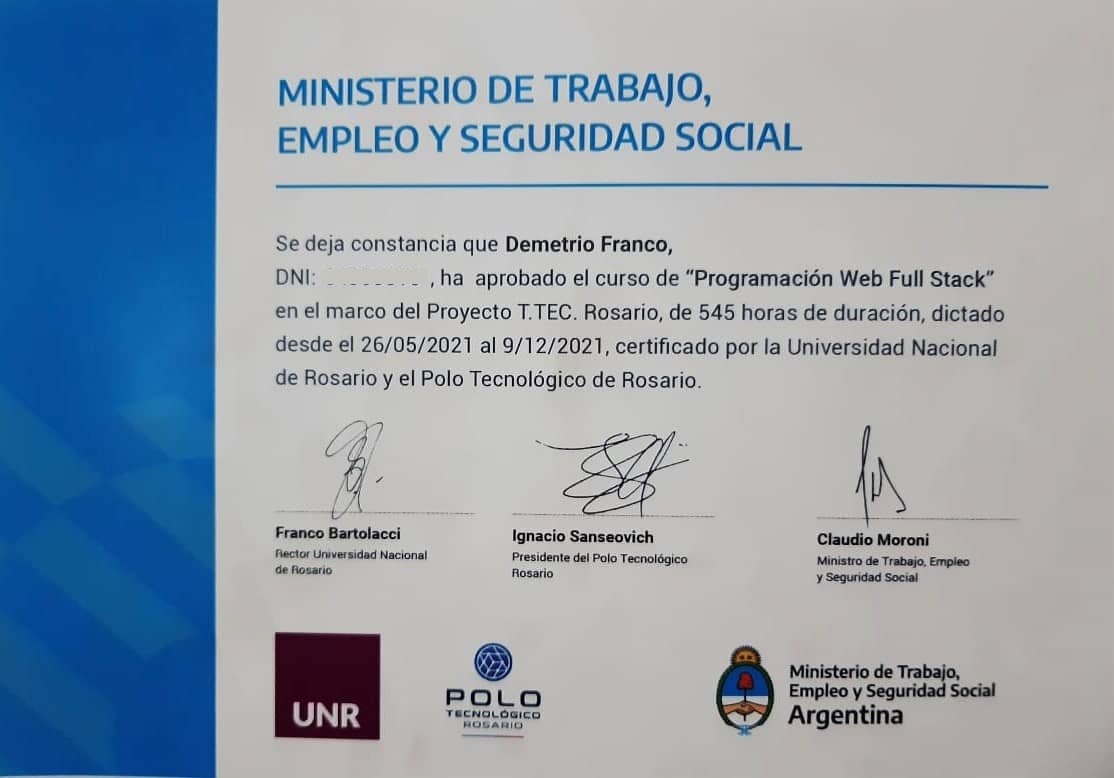 MINISTERIO DE TRABAJO,
EMPLEO Y SEGURIDAD SOCIAL
Se deja constancia que Demetrio Franco,
DNI: , ha aprobado el curso de “Programación Web Full Stack”
en el marco del Proyecto T.TEC. Rosario, de 545 horas de duración, dictado
desde el 26/05/2021 al 9/12/2021, certificado por la Universidad Nacional
de Rosario y el Polo Tecnológico de Rosario.
Franco Bartolacci
Rector Universidad Nacional
de Rosario
Ignacio Sanseovich
Presidente del Polo Tecnológico
Rosario
Claudio Moroni
Ministro de Trabajo, Empleo
y Seguridad Social
UNR
POLO
TECNOLÓGICO
ROSARIO
Ministerio de Trabajo,
Empleo y Seguridad Social
Argentina